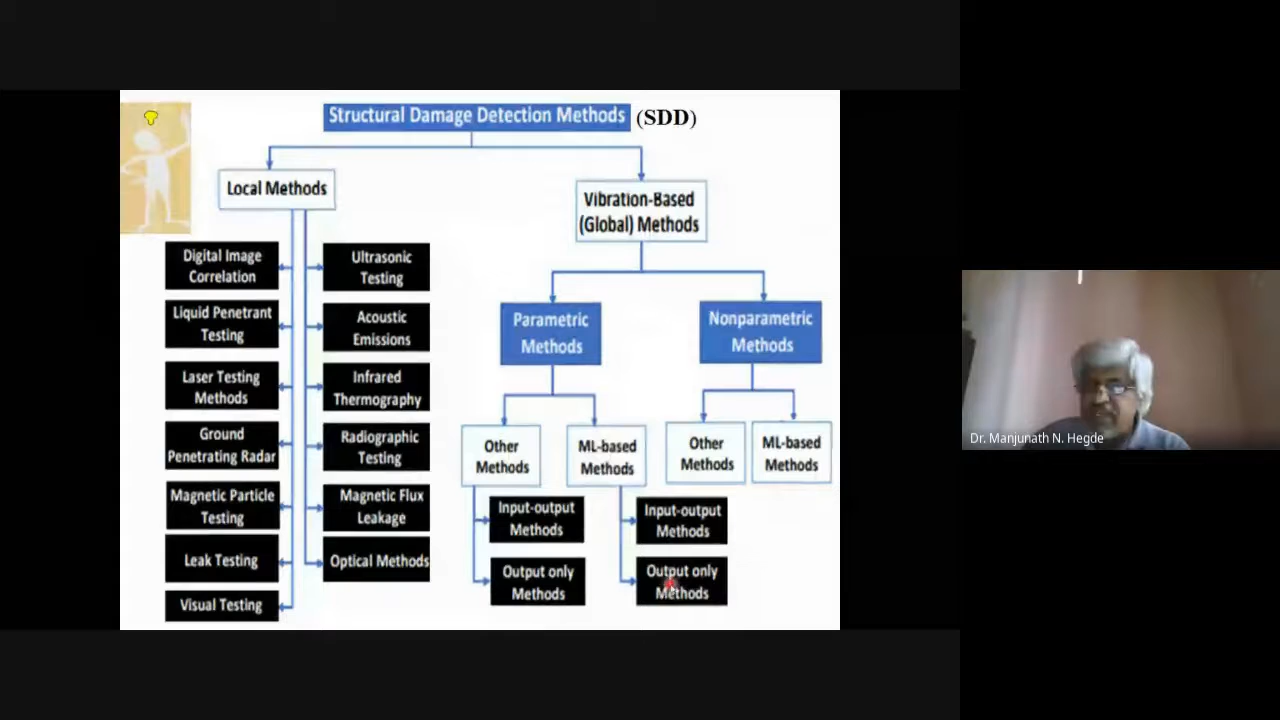 Structural Damage Detection Methods (SDD)
Local Methods
Vibration-Based
(Global) Methods
Digital Image
Correlation
Ultrasonic
Testing
Liquid Penetrant
Testing
Acoustic
Emissions
Laser Testing
Methods
Infrared
Thermography
Ground
Penetrating Radar
Radiographic
Testing
Magnetic Particle
Testing
Magnetic Flux
Leakage
Leak Testing
Optical Methods
Visual Testing
Parametric
Methods
Nonparametric
Methods
Other
Methods
ML-based
Methods
Other
Methods
ML-based
Methods
Input-output
Methods
Output only
Methods
Input-output
Methods
Output only
Methods
Dr. Manjunath N. Hegde